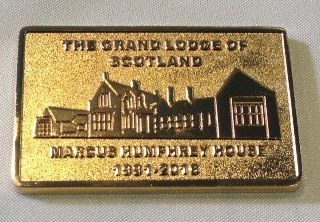 THE GRAND LODGE OF
SCOTLAND
MARCUS HUMPHREY HOUSE
1991-2016